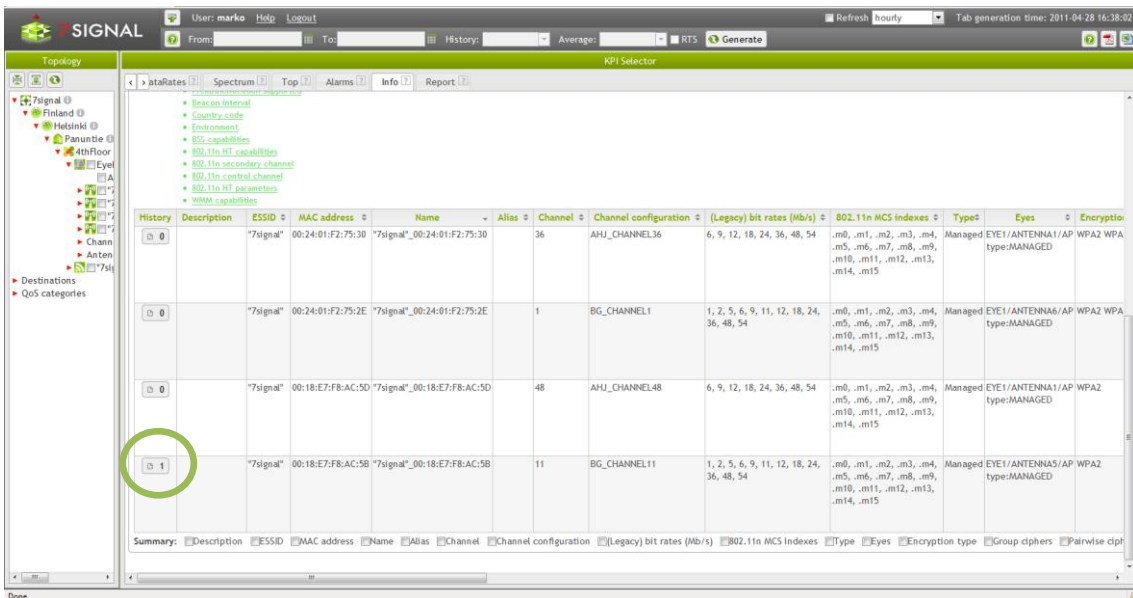 7SIGNAL
User: marko Help Logout
Refresh hourly Tab generation time: 2011-04-28 16:38:02
From: To: History: Average: RTS Generate
Topology
KPI Selector
ataRates ? Spectrum ? Top ? Alarms ? Info ? Report ?
7signal
Finland
Helsinki
Panuntie
4thFloor
Eyel
A
"7
"7
"7
"7
Chann
Anten
"7sig
Destinations
QoS categories
Beacon Interval
Country code
Environment
BSS capabilities
802.11n HT capabilities
802.11n secondary channel
802.11n control channel
802.11n HT parameters
WMM capabilities
History Description ESSID MAC address Name Alias Channel Channel configuration (Legacy) bit rates (Mb/s) 802.11n MCS indexes Type Eyes Encryptio
0 "7signal" 00:24:01:F2:75:30 "7signal"_00:24:01:F2:75:30 36 AHJ_CHANNEL36 6, 9, 12, 18, 24, 36, 48, 54 .m0, .m1, .m2, .m3, .m4, Managed EYE1/ANTENNA1/AP WPA2 WPA
.m5, .m6, .m7, .m8, .m9, type:MANAGED
.m10, .m11, .m12, .m13,
.m14, .m15
0 "7signal" 00:24:01:F2:75:2E "7signal"_00:24:01:F2:75:2E 1 BG_CHANNEL1 1, 2, 5, 6, 9, 11, 12, 18, 24, .m0, .m1, .m2, .m3, .m4, Managed EYE1/ANTENNA6/AP WPA2 WPA
36, 48, 54 .m5, .m6, .m7, .m8, .m9, type:MANAGED
.m10, .m11, .m12, .m13,
.m14, .m15
0 "7signal" 00:18:E7:F8:AC:5D "7signal"_00:18:E7:F8:AC:5D 48 AHJ_CHANNEL48 6, 9, 12, 18, 24, 36, 48, 54 .m0, .m1, .m2, .m3, .m4, Managed EYE1/ANTENNA1/AP WPA2
.m5, .m6, .m7, .m8, .m9, type:MANAGED
.m10, .m11, .m12, .m13,
.m14, .m15
1 "7signal" 00:18:E7:F8:AC:5B "7signal"_00:18:E7:F8:AC:5B 11 BG_CHANNEL11 1, 2, 5, 6, 9, 11, 12, 18, 24, .m0, .m1, .m2, .m3, .m4, Managed EYE1/ANTENNA5/AP WPA2
36, 48, 54 .m5, .m6, .m7, .m8, .m9, type:MANAGED
.m10, .m11, .m12, .m13,
.m14, .m15
Summary: Description ESSID MAC address Name Alias Channel Channel configuration (Legacy) bit rates (Mb/s) 802.11n MCS indexes Type Eyes Encryption type Group ciphers Pairwise ciph
Done